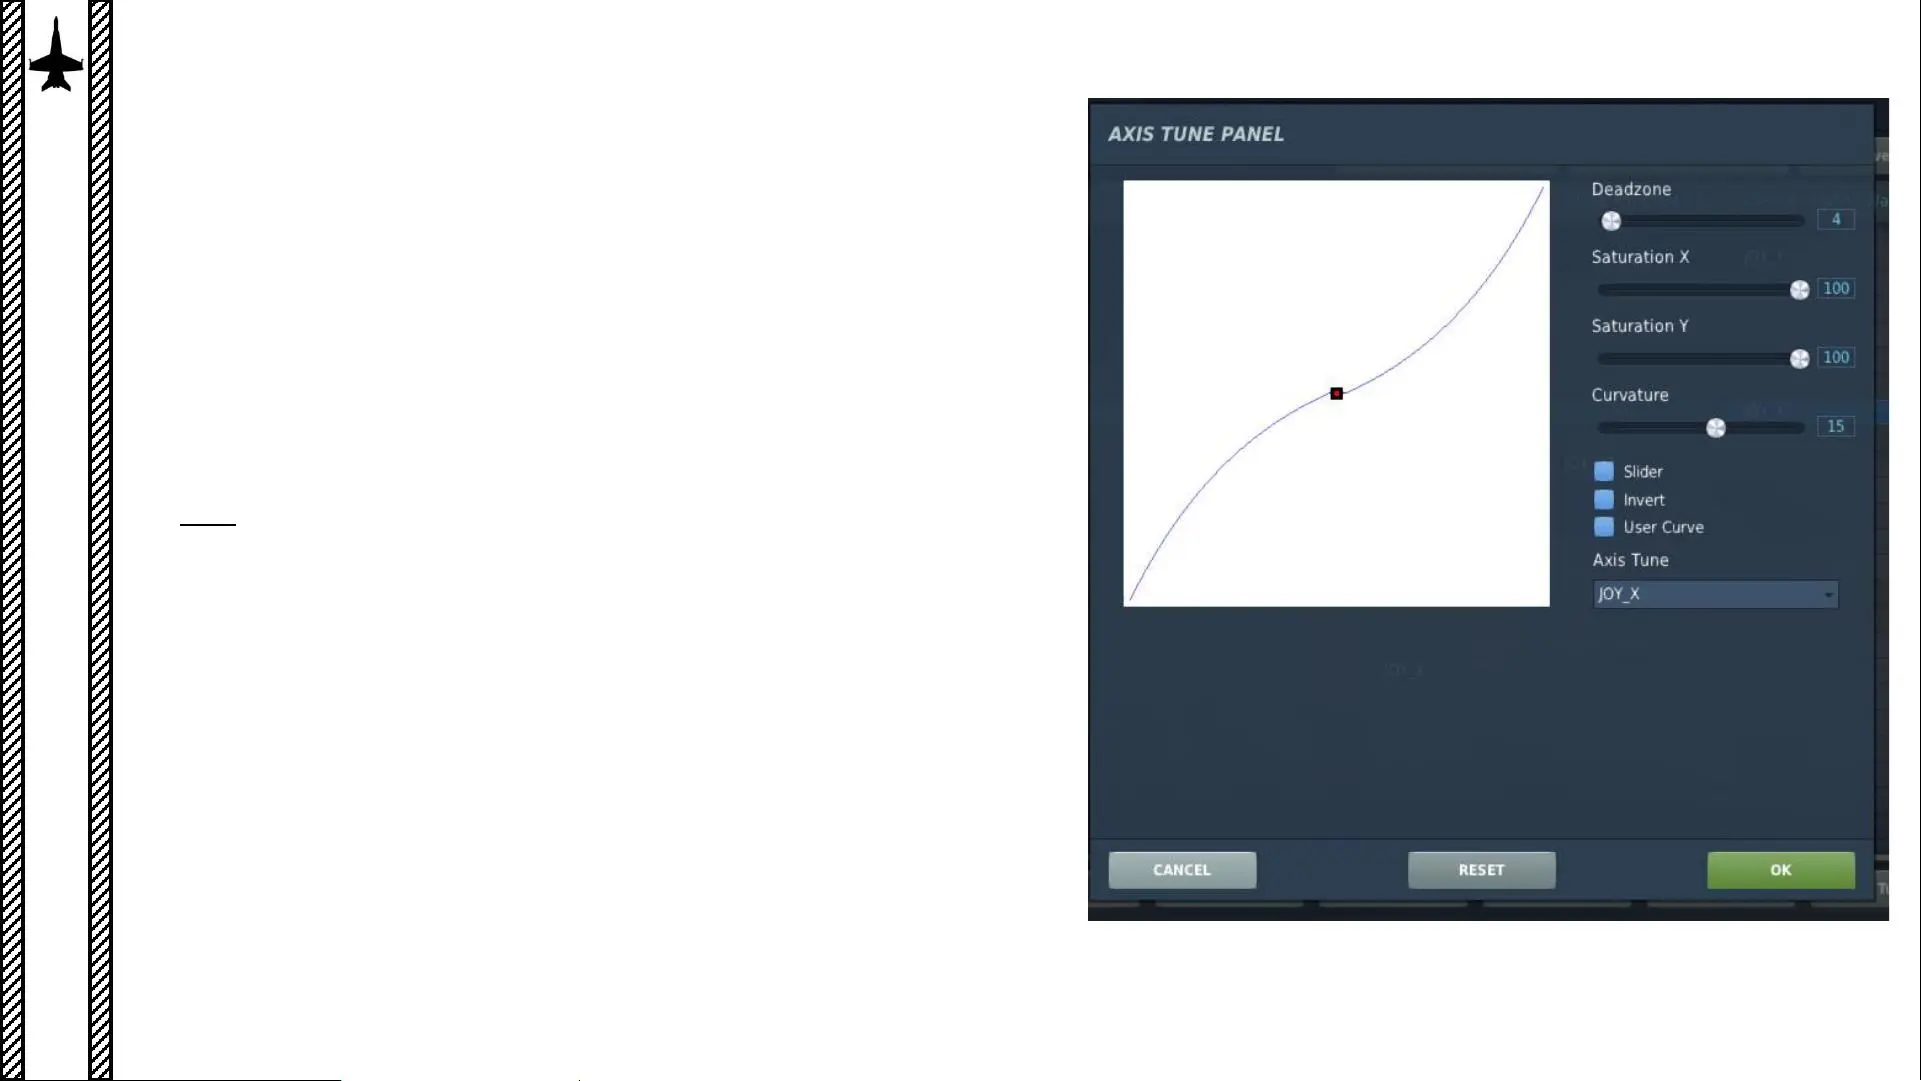 AXIS TUNE PANEL
Deadzone
4
Saturation X
100
Saturation Y
100
Curvature
15
Slider
Invert
User Curve
Axis Tune
JOY_X
CANCEL
RESET
OK